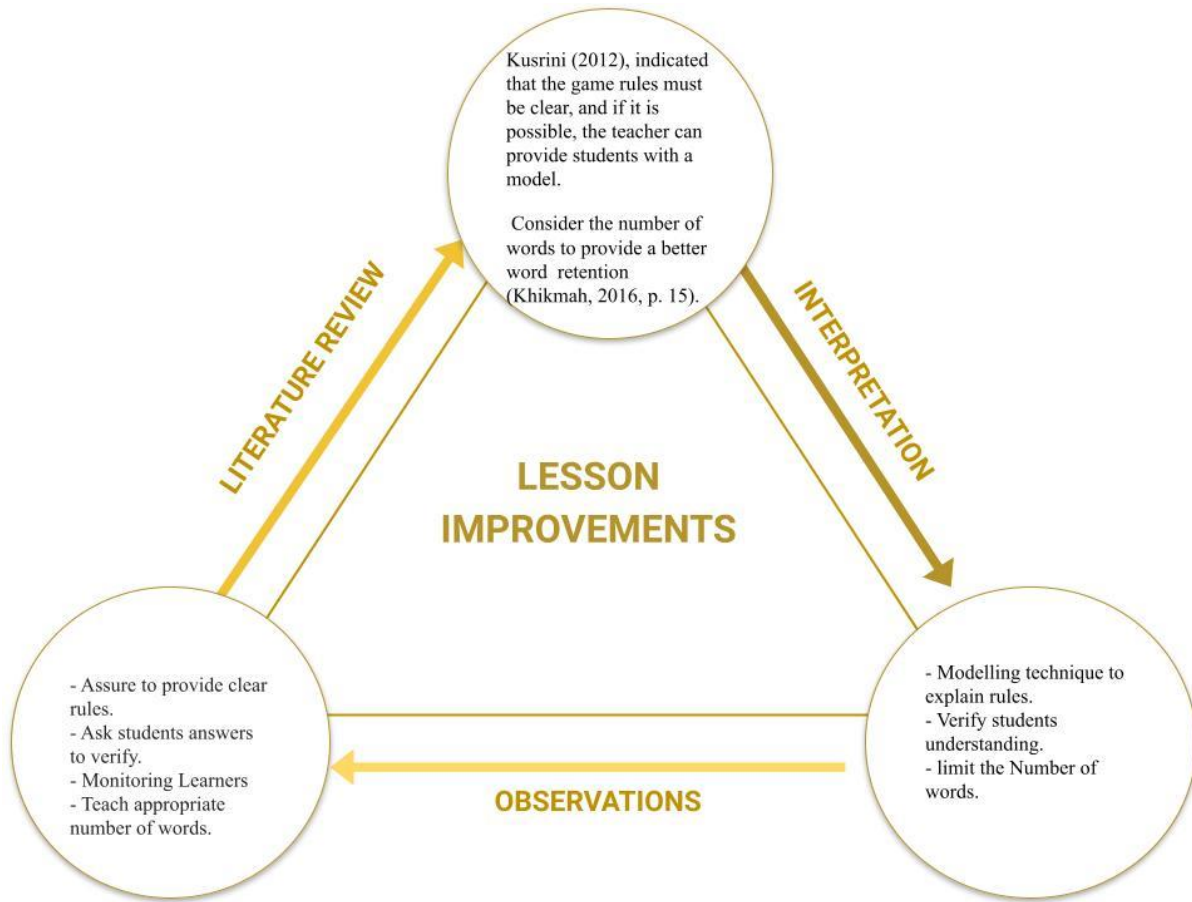 Kusrini (2012), indicated
that the game rules must
be clear, and if it is
possible, the teacher can
provide students with a
model.
Consider the number of
words to provide a better
word retention
(Khikmah, 2016, p. 15).
LITERATURE REVIEW
INTERPRETATION
LESSON
IMPROVEMENTS
- Assure to provide clear
rules.
- Ask students answers
to verify.
- Monitoring Learners
- Teach appropriate
number of words.
- Modelling technique to
explain rules.
- Verify students
understanding.
- limit the Number of
words.
OBSERVATIONS